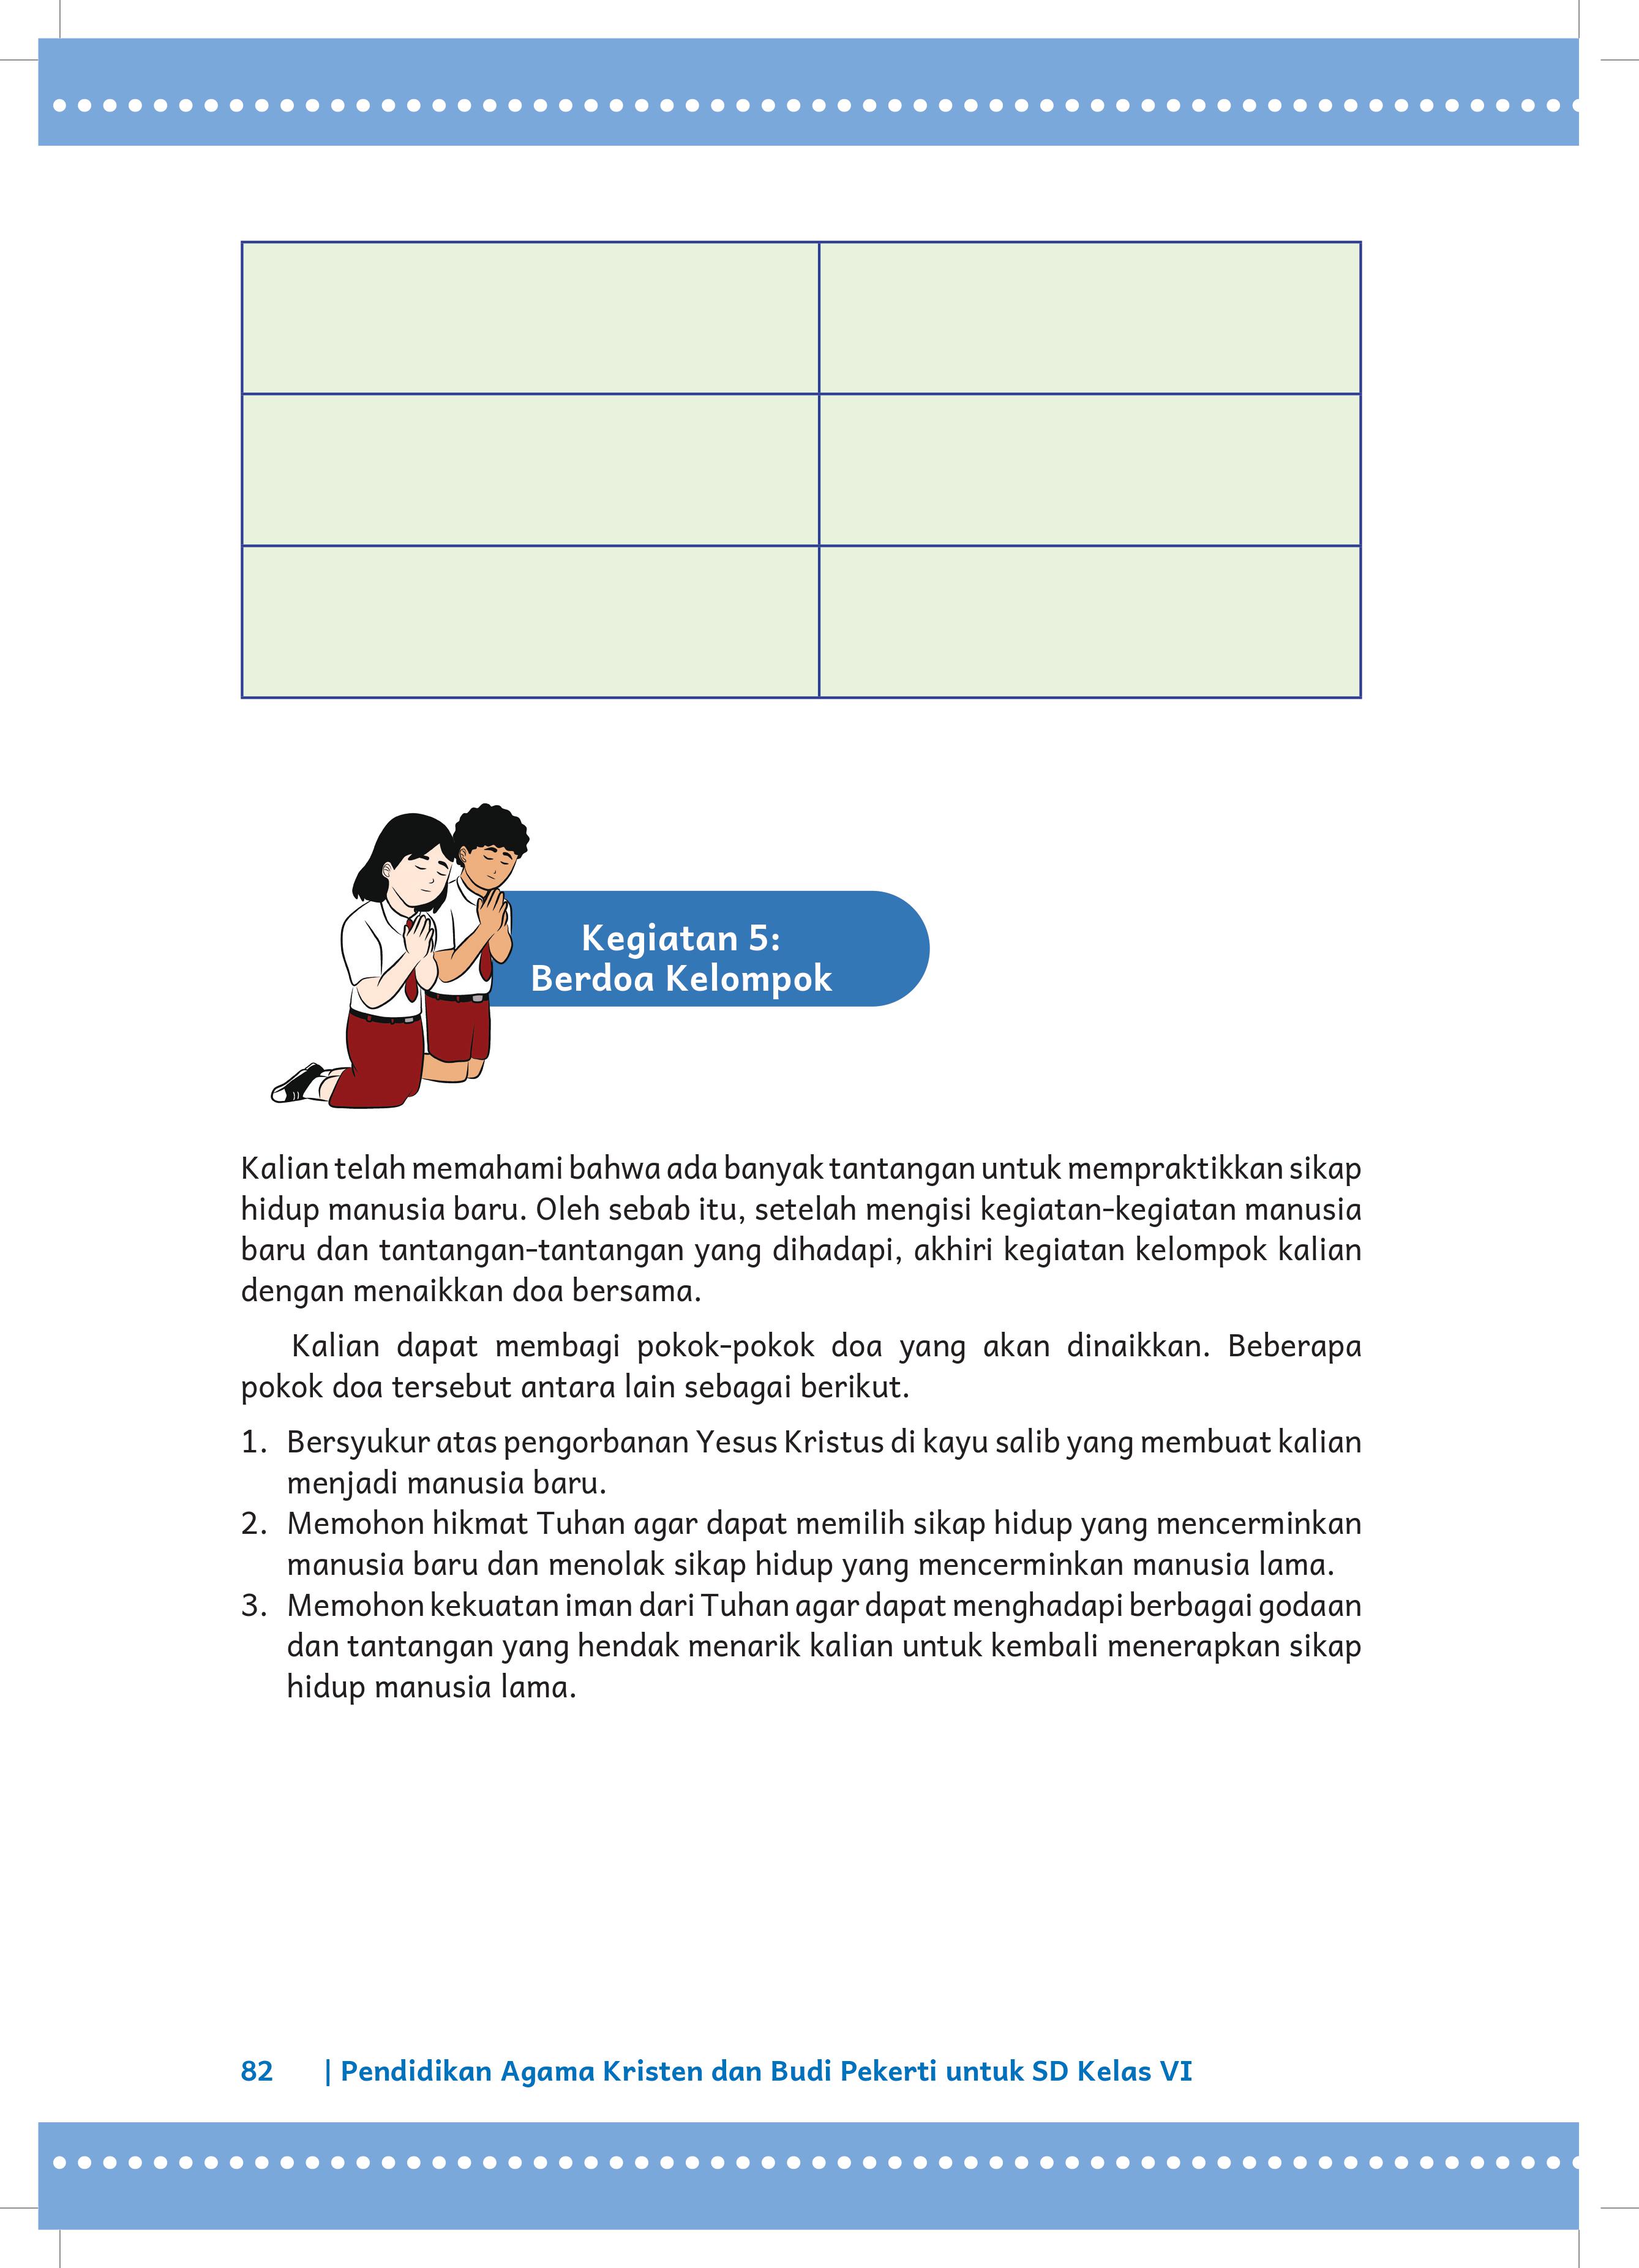 Kegiatan 5:
Berdoa Kelompok
Kalian telah memahami bahwa ada banyak tantangan untuk mempraktikkan sikap
hidup manusia baru. Oleh sebab itu, setelah mengisi kegiatan-kegiatan manusia
baru dan tantangan-tantangan yang dihadapi, akhiri kegiatan kelompok kalian
dengan menaikkan doa bersama.
Kalian dapat membagi pokok-pokok doa yang akan dinaikkan. Beberapa
pokok doa tersebut antara lain sebagai berikut.
1. Bersyukur atas pengorbanan Yesus Kristus di kayu salib yang membuat kalian
menjadi manusia baru.
2. Memohon hikmat Tuhan agar dapat memilih sikap hidup yang mencerminkan
manusia baru dan menolak sikap hidup yang mencerminkan manusia lama.
3. Memohon kekuatan iman dari Tuhan agar dapat menghadapi berbagai godaan
dan tantangan yang hendak menarik kalian untuk kembali menerapkan sikap
hidup manusia lama.
82 | Pendidikan Agama Kristen dan Budi Pekerti untuk SD Kelas VI